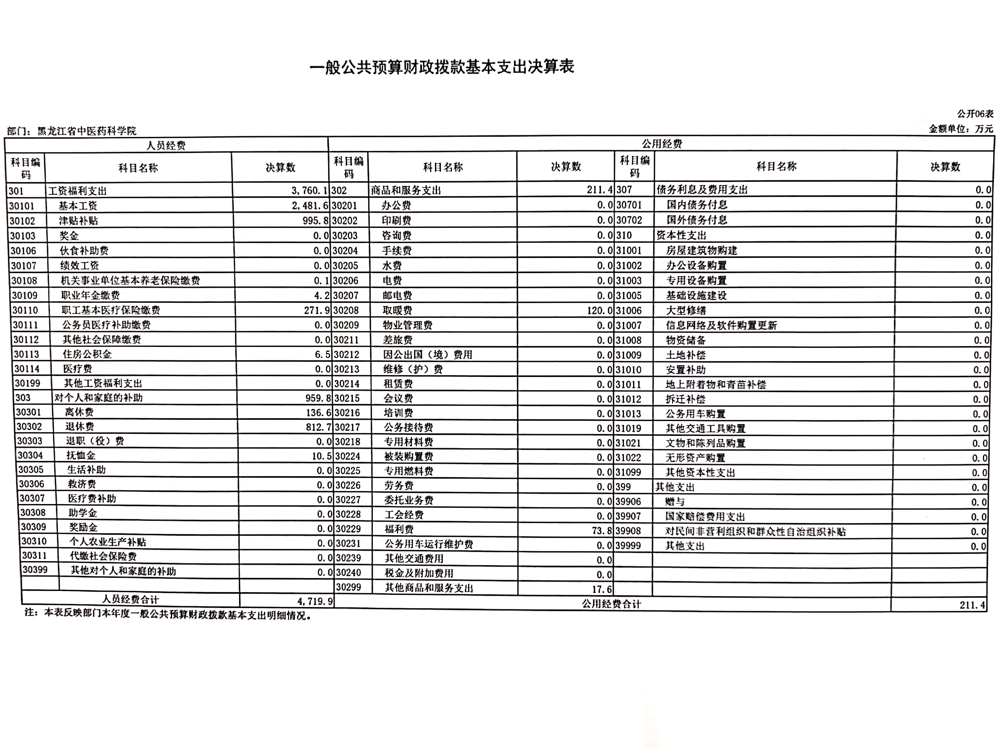 一般公共预算财政拨款基本支出决算表
公开06表
部门：黑龙江省中医药科学院 金额单位：万元
人员经费 公用经费
科目编码 科目名称 决算数 科目编码 科目名称 决算数 科目编码 科目名称 决算数
301 工资福利支出 3,760.1 302 商品和服务支出 211.4 307 债务利息及费用支出 0.0
30101 基本工资 2,481.6 30201 办公费 0.0 30701 国内债务付息 0.0
30102 津贴补贴 995.8 30202 印刷费 0.0 30702 国外债务付息 0.0
30103 奖金 0.0 30203 咨询费 0.0 310 资本性支出 0.0
30106 伙食补助费 0.0 30204 手续费 0.0 31001 房屋建筑物购建 0.0
30107 绩效工资 0.0 30205 水费 0.0 31002 办公设备购置 0.0
30108 机关事业单位基本养老保险缴费 0.1 30206 电费 0.0 31003 专用设备购置 0.0
30109 职业年金缴费 4.2 30207 邮电费 0.0 31005 基础设施建设 0.0
30110 职工基本医疗保险缴费 271.9 30208 取暖费 120.0 31006 大型修缮 0.0
30111 公务员医疗补助缴费 0.0 30209 物业管理费 0.0 31007 信息网络及软件购置更新 0.0
30112 其他社会保障缴费 0.0 30211 差旅费 0.0 31008 物资储备 0.0
30113 住房公积金 6.5 30212 因公出国（境）费用 0.0 31009 土地补偿 0.0
30114 医疗费 0.0 30213 维修（护）费 0.0 31010 安置补助 0.0
30199 其他工资福利支出 0.0 30214 租赁费 0.0 31011 地上附着物和青苗补偿 0.0
303 对个人和家庭的补助 959.8 30215 会议费 0.0 31012 拆迁补偿 0.0
30301 离休费 136.6 30216 培训费 0.0 31013 公务用车购置 0.0
30302 退休费 812.7 30217 公务接待费 0.0 31019 其他交通工具购置 0.0
30303 退职（役）费 0.0 30218 专用材料费 0.0 31021 文物和陈列品购置 0.0
30304 抚恤金 10.5 30224 被装购置费 0.0 31022 无形资产购置 0.0
30305 生活补助 0.0 30225 专用燃料费 0.0 31099 其他资本性支出 0.0
30306 救济费 0.0 30226 劳务费 0.0 399 其他支出 0.0
30307 医疗费补助 0.0 30227 委托业务费 0.0 39906 赠与 0.0
30308 助学金 0.0 30228 工会经费 0.0 39907 国家赔偿费用支出 0.0
30309 奖励金 0.0 30229 福利费 73.8 39908 对民间非营利组织和群众性自治组织补贴 0.0
30310 个人农业生产补贴 0.0 30231 公务用车运行维护费 0.0 39999 其他支出 0.0
30311 代缴社会保险费 0.0 30239 其他交通费用 0.0
30399 其他对个人和家庭的补助 0.0 30240 税金及附加费用 0.0
30299 其他商品和服务支出 17.6
人员经费合计 4,719.9 公用经费合计 211.4
注：本表反映部门本年度一般公共预算财政拨款基本支出明细情况。